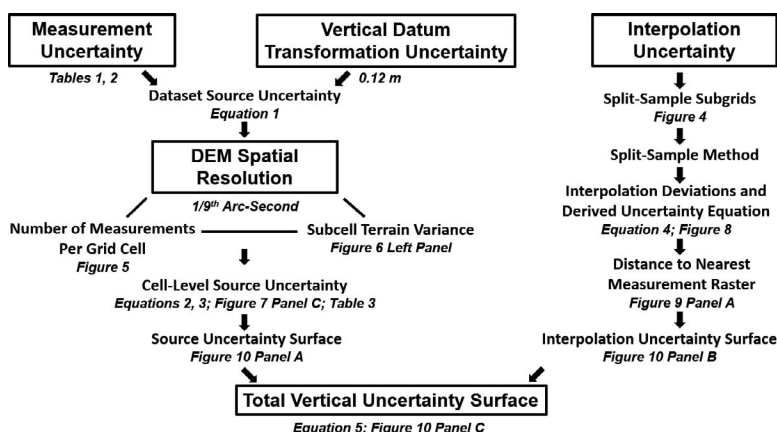 Measurement
Uncertainty
Tables 1, 2
Vertical Datum
Transformation Uncertainty
0.12 m
Dataset Source Uncertainty
Equation 1
DEM Spatial
Resolution
1/9th Arc-Second
Number of Measurements
Per Grid Cell
Figure 5
Subcell Terrain Variance
Figure 6 Left Panel
Cell-Level Source Uncertainty
Equations 2, 3; Figure 7 Panel C; Table 3
Source Uncertainty Surface
Figure 10 Panel A
Interpolation
Uncertainty
Split-Sample Subgrids
Figure 4
Split-Sample Method
Interpolation Deviations and
Derived Uncertainty Equation
Equation 4; Figure 8
Distance to Nearest
Measurement Raster
Figure 9 Panel A
Interpolation Uncertainty Surface
Figure 10 Panel B
Total Vertical Uncertainty Surface
Equation 5; Figure 10 Panel C